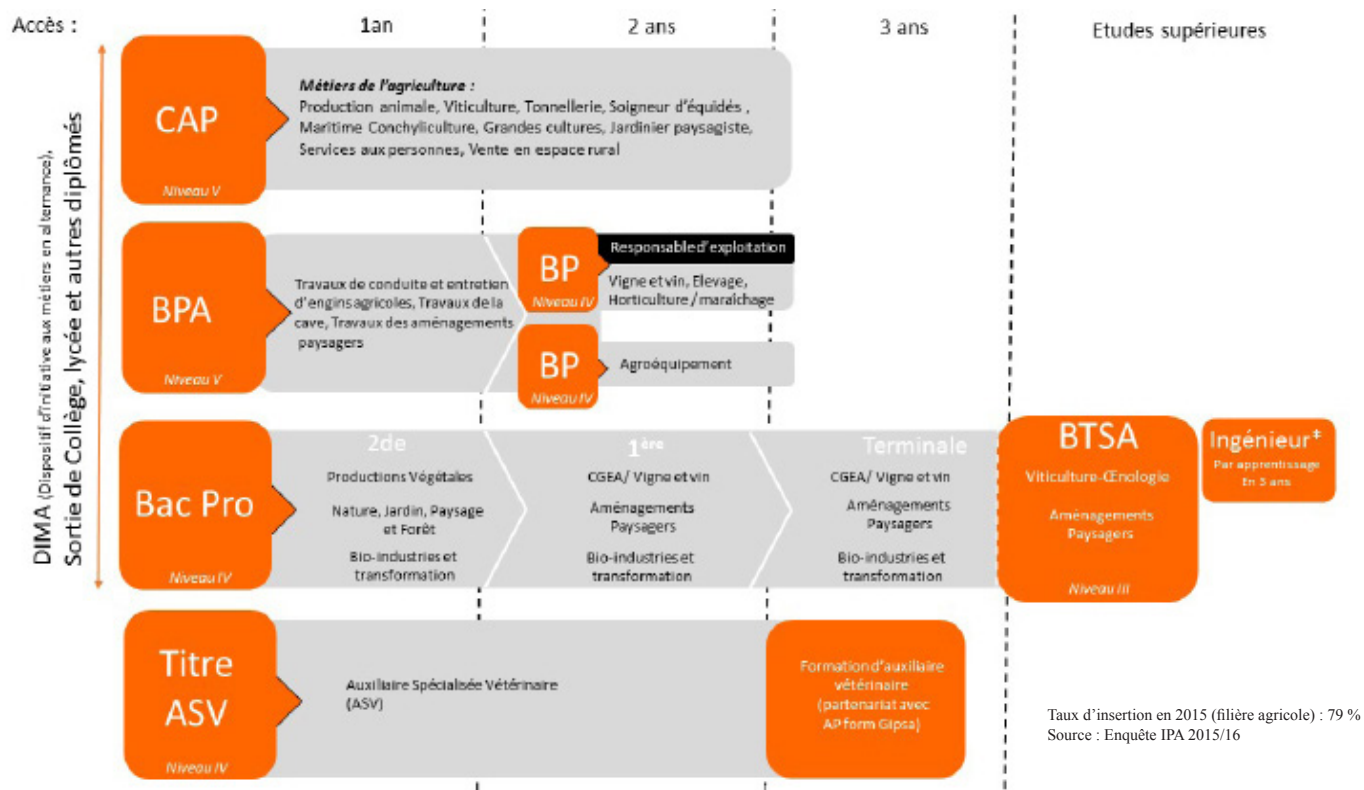 Accès :
1an
2 ans
3 ans
Etudes supérieures
DIMA (Dispositif d'initiative aux métiers en alternance),
Sortie de Collège, lycée et autres diplômés
CAP
Niveau V
Métiers de l'agriculture :
Production animale, Viticulture, Tonnellerie, Soigneur d'équidés ,
Maritime Conchyliculture, Grandes cultures, Jardinier paysagiste,
Services aux personnes, Vente en espace rural
BPA
Niveau V
Travaux de conduite et entretien
d'engins agricoles, Travaux de la
cave, Travaux des aménagements
paysagers
BP
Niveau IV
Responsable d'exploitation
Vigne et vin, Elevage,
Horticulture / maraîchage
BP
Niveau IV
Agroéquipement
Bac Pro
Niveau IV
2de
Productions Végétales
Nature, Jardin, Paysage
et Forêt
Bio-industries et
transformation
1ère
CGEA/ Vigne et vin
Aménagements
Paysagers
Bio-industries et
transformation
Terminale
CGEA/ Vigne et vin
Aménagements
Paysagers
Bio-industries et
transformation
BTSA
Viticulture-Œnologie
Aménagements
Paysagers
Niveau III
Ingénieur*
Par apprentissage
En 3 ans
Titre
ASV
Niveau IV
Auxiliaire Spécialisée Vétérinaire
(ASV)
Formation d'auxiliaire
vétérinaire
(partenariat avec
APform Gipsa)
Taux d'insertion en 2015 (filière agricole) : 79 %
Source : Enquête IPA 2015/16